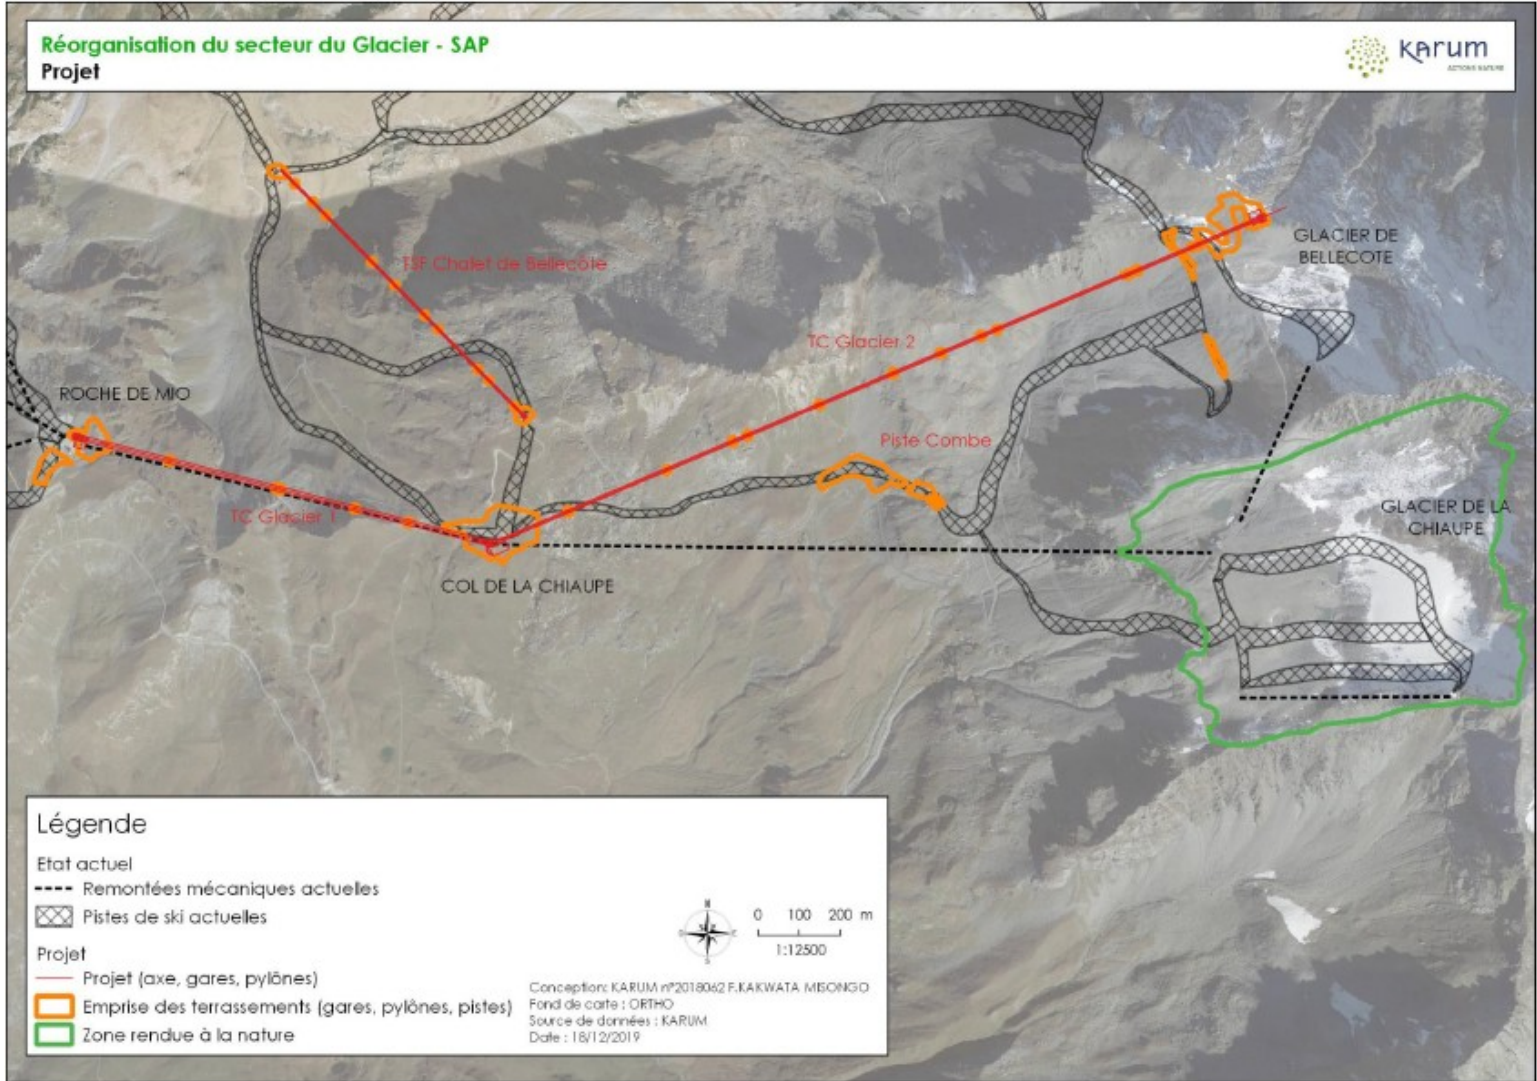 Réorganisation du secteur du Glacier - SAP
Projet
KARUM
ACTIONS NATURE
GLACIER DE
BELLECOTE
TSF Chalet de Bellecôte
TC Glacier 2
ROCHE DE MIO
Piste Combe
GLACIER DE LA
CHIAUPE
TC Glacier 1
COL DE LA CHIAUPE
Légende
Etat actuel
Remontées mécaniques actuelles
Pistes de ski actuelles
Projet
Projet (axe, gares, pylônes)
Emprise des terrassements (gares, pylônes, pistes)
Zone rendue à la nature
N
O
E
S
0 100 200 m
1:12500
Conception: KARUM n°2018062 F.KAKWATA MISONGO
Fond de carte : ORTHO
Source de données : KARUM
Date : 18/12/2019